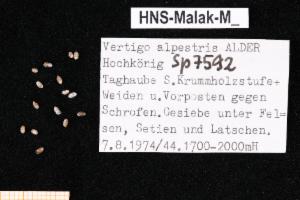 HNS-Malak-M_
Vertigo alpestris ALDER
Hochkönig Sp7592
Taghaube S.Krummholzstufe+
Weiden u.Vorposten gegen
Schrofen.Gesiebe unter Fel=
sen, Setien und Latschen.
7.8.1974/44.1700-2000mH